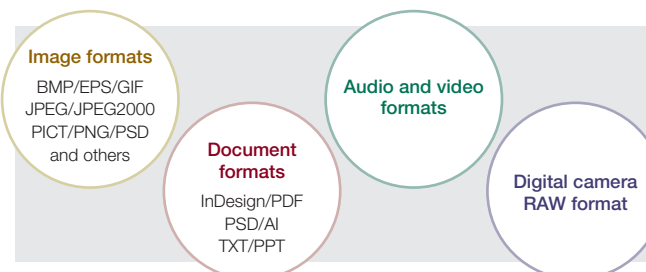 Image formats
BMP/EPS/GIF
JPEG/JPEG2000
PICT/PNG/PSD
and others
Document
formats
InDesign/PDF
PSD/AI
TXT/PPT
Audio and video
formats
Digital camera
RAW format